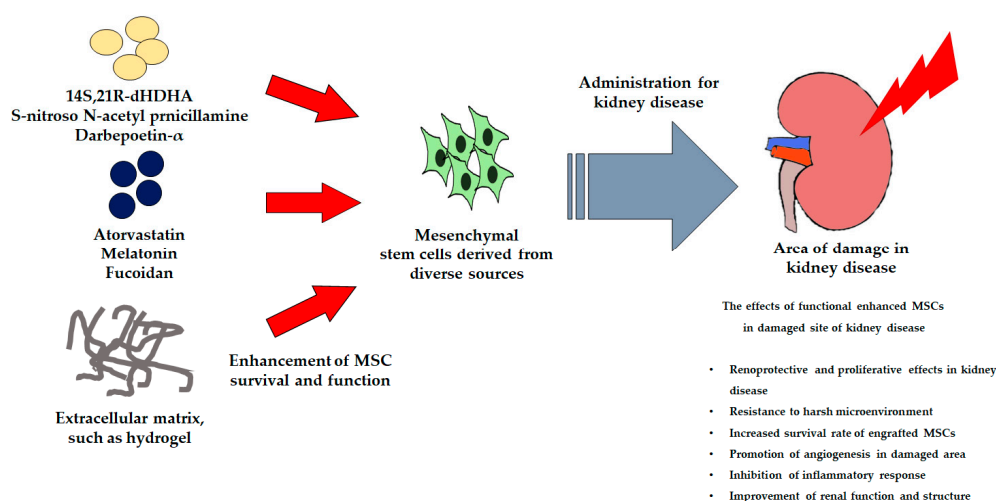 14S,21R-dHDHA
S-nitroso N-acetyl prnicillamine
Darbepoetin-α
Atorvastatin
Melatonin
Fucoidan
Extracellular matrix,
such as hydrogel
Enhancement of MSC
survival and function
Mesenchymal
stem cells derived from
diverse sources
Administration for
kidney disease
Area of damage in
kidney disease
The effects of functional enhanced MSCs
in damaged site of kidney disease
• Renoprotective and proliferative effects in kidney
disease
• Resistance to harsh microenvironment
• Increased survival rate of engrafted MSCs
• Promotion of angiogenesis in damaged area
• Inhibition of inflammatory response
• Improvement of renal function and structure